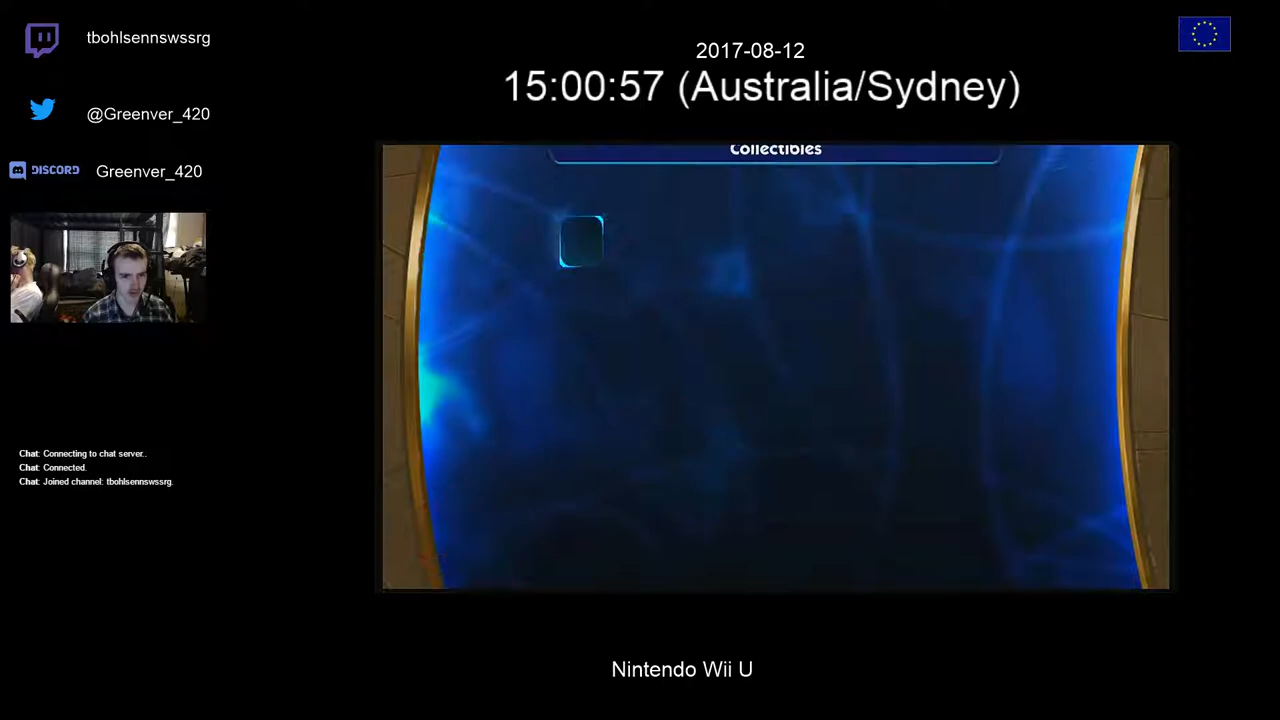 tbohlsennswssrg
@Greenver_420
DISCORD Greenver_420
2017-08-12
15:00:57 (Australia/Sydney)
Collectibles
Chat: Connecting to chat server..
Chat: Connected.
Chat: Joined channel: tbohlsennswssrg.
Nintendo Wii U